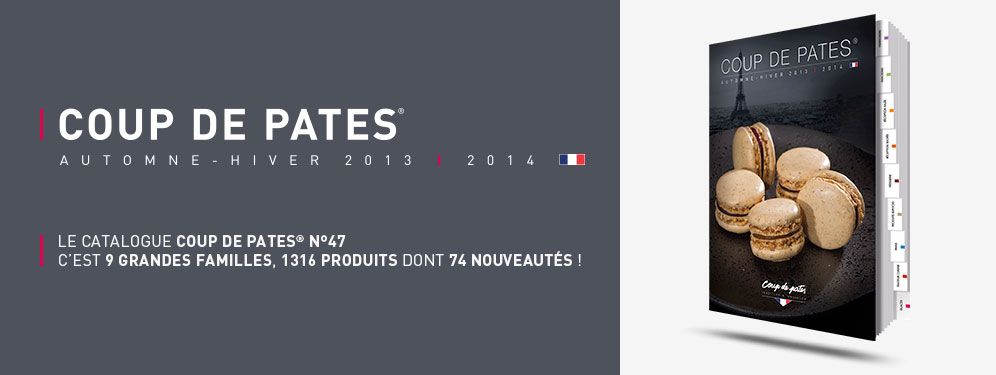 COUP DE PATES®
AUTOMNE-HIVER 2013 | 2014
LE CATALOGUE COUP DE PATES® N°47
C'EST 9 GRANDES FAMILLES, 1316 PRODUITS DONT 74 NOUVEAUTÉS !
COUP DE PATES®
AUTOMNE-HIVER 2013 | 2014
Coup de pates